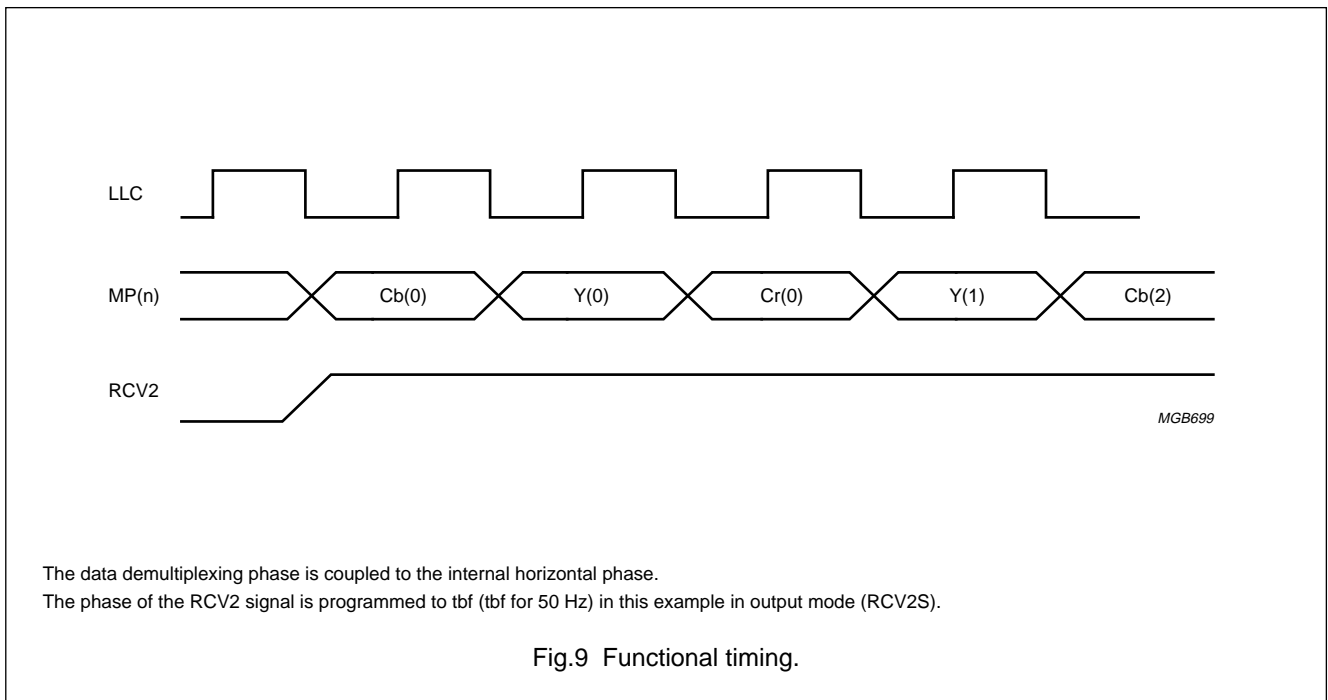 LLC
MP(n)
Cb(0) Y(0) Cr(0) Y(1) Cb(2)
RCV2
MGB699
The data demultiplexing phase is coupled to the internal horizontal phase.
The phase of the RCV2 signal is programmed to tbf (tbf for 50 Hz) in this example in output mode (RCV2S).
Fig.9 Functional timing.